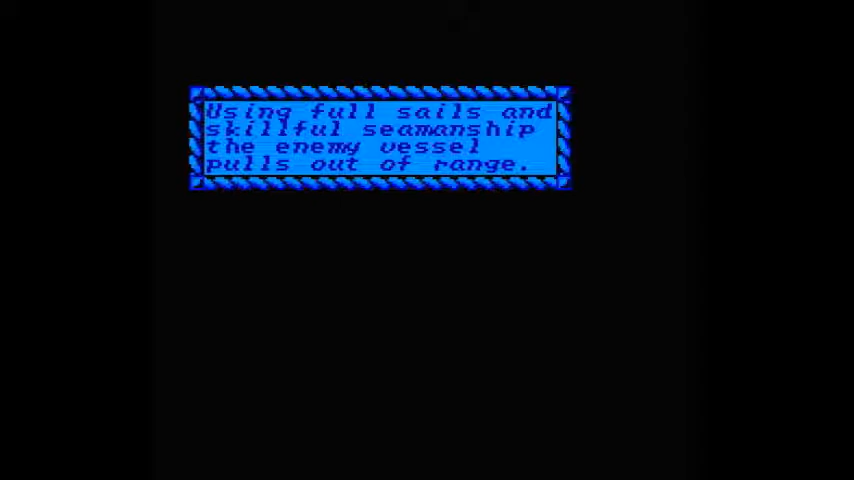 Using full sails and
skillful seamanship
the enemy vessel
pulls out of range.